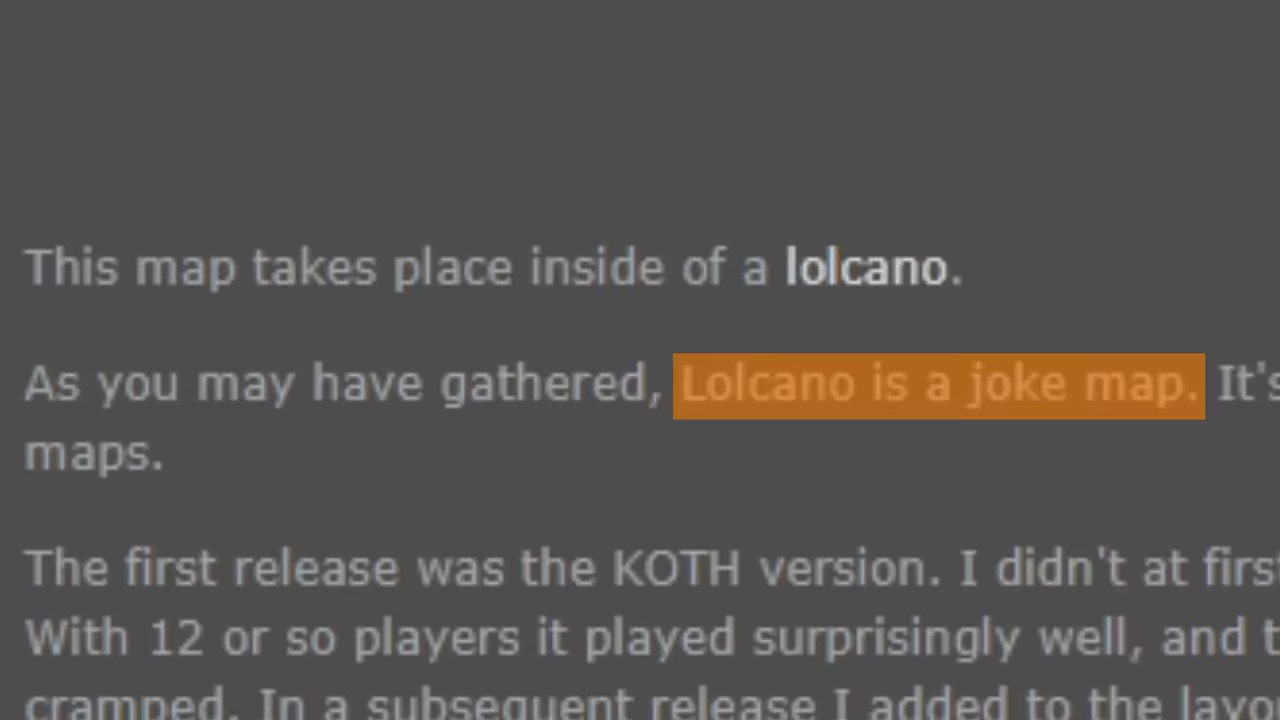 This map takes place inside of a lolcano.
As you may have gathered, Lolcano is a joke map. It's
maps.
The first release was the KOTH version. I didn't at first
With 12 or so players it played surprisingly well, and
cramped. In a subsequent release I added to the